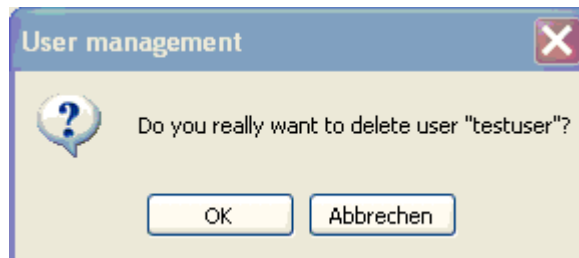 User management
Do you really want to delete user "testuser"?
OK
Abbrechen